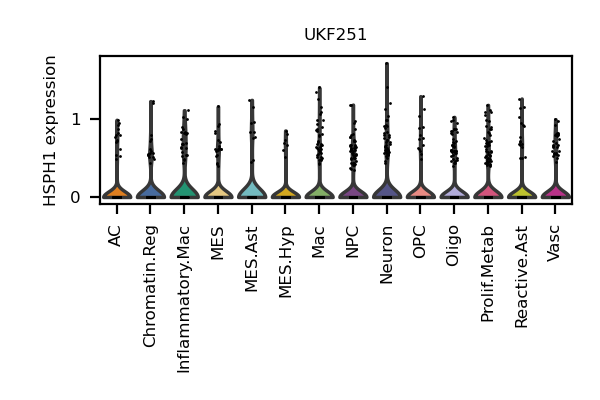 UKF251
HSPH1 expression
1
0
AC
Chromatin.Reg
Inflammatory.Mac
MES
MES.Ast
MES.Hyp
Mac
NPC
Neuron
OPC
Oligo
Prolif.Metab
Reactive.Ast
Vasc